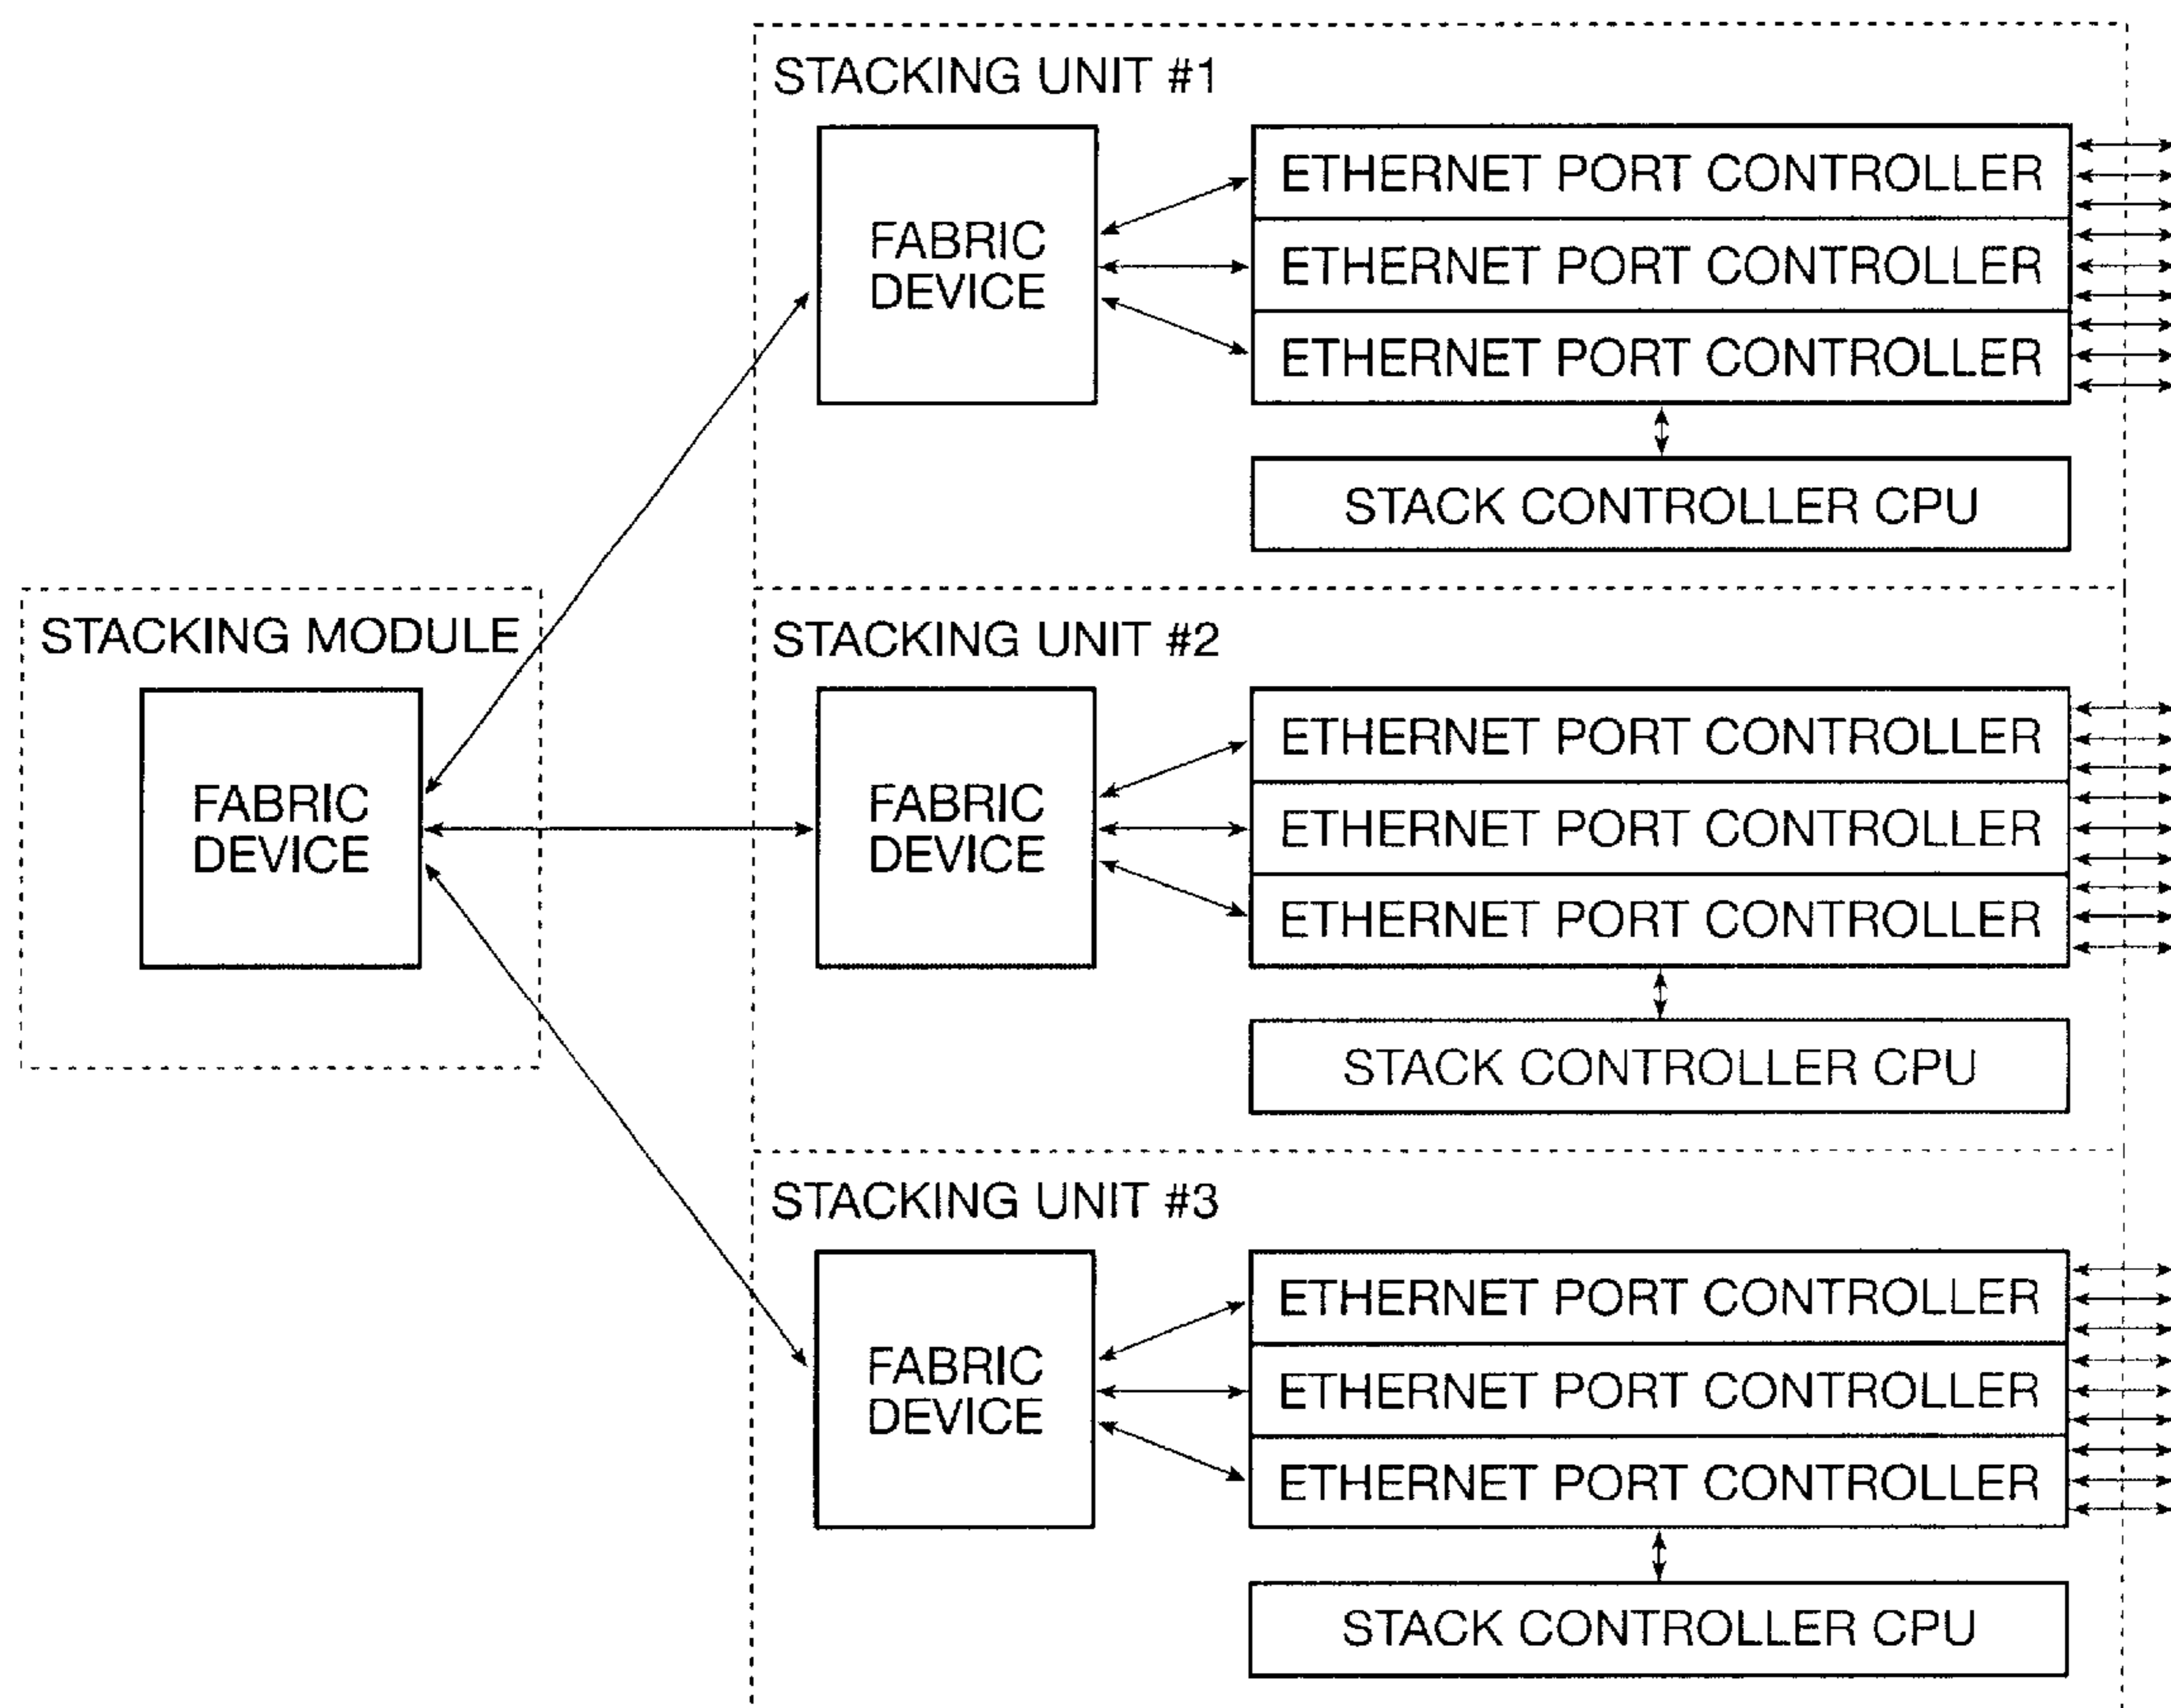 STACKING UNIT #1
FABRIC
DEVICE
ETHERNET PORT CONTROLLER
ETHERNET PORT CONTROLLER
ETHERNET PORT CONTROLLER
STACK CONTROLLER CPU
STACKING MODULE
FABRIC
DEVICE
STACKING UNIT #2
FABRIC
DEVICE
ETHERNET PORT CONTROLLER
ETHERNET PORT CONTROLLER
ETHERNET PORT CONTROLLER
STACK CONTROLLER CPU
STACKING UNIT #3
FABRIC
DEVICE
ETHERNET PORT CONTROLLER
ETHERNET PORT CONTROLLER
ETHERNET PORT CONTROLLER
STACK CONTROLLER CPU